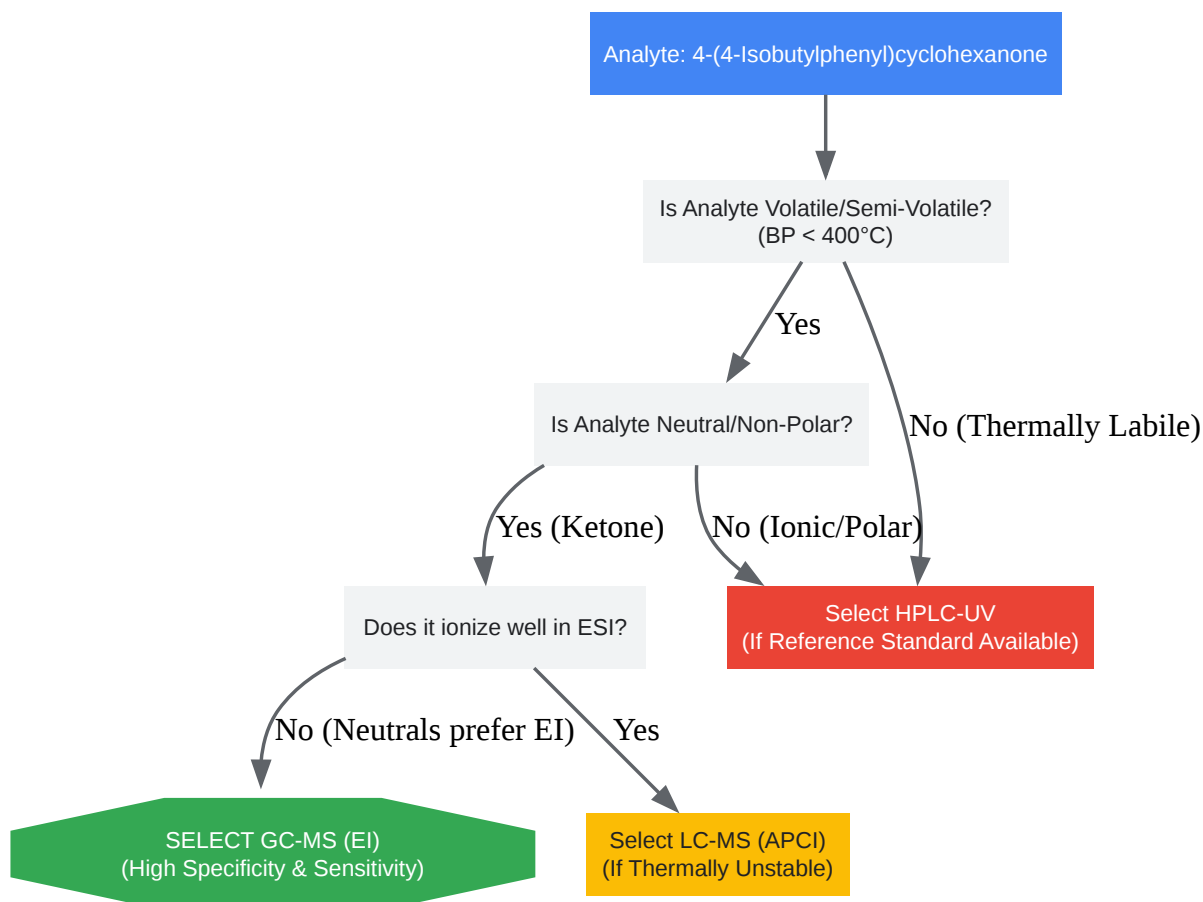 Analyte: 4-(4-Isobutylphenyl)cyclohexanone
Is Analyte Volatile/Semi-Volatile?
(BP < 400°C)
Yes
No (Thermally Labile)
Is Analyte Neutral/Non-Polar?
Yes (Ketone)
No (Ionic/Polar)
Does it ionize well in ESI?
Select HPLC-UV
(If Reference Standard Available)
No (Neutrals prefer EI)
Yes
SELECT GC-MS (EI)
(High Specificity & Sensitivity)
Select LC-MS (APCI)
(If Thermally Unstable)